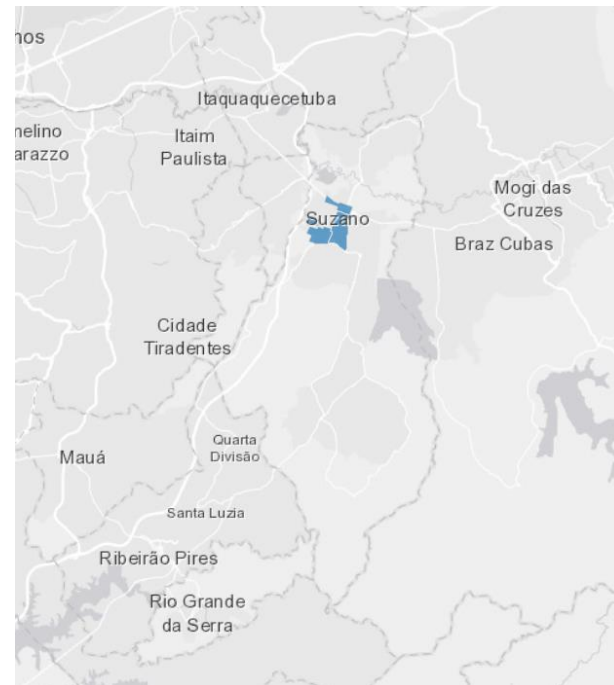 nos
Itaquaquecetuba
nelino
arazzo
Itaim
Paulista
Mogi das
Cruzes
Suzano
Braz Cubas
Cidade
Tiradentes
Quarta
Divisão
Mauá
Santa Luzia
Ribeirão Pires
Rio Grande
da Serra